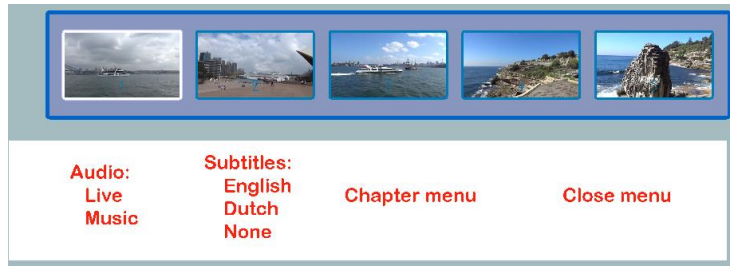 Audio:
Live
Music
Subtitles:
English
Dutch
None
Chapter menu
Close menu